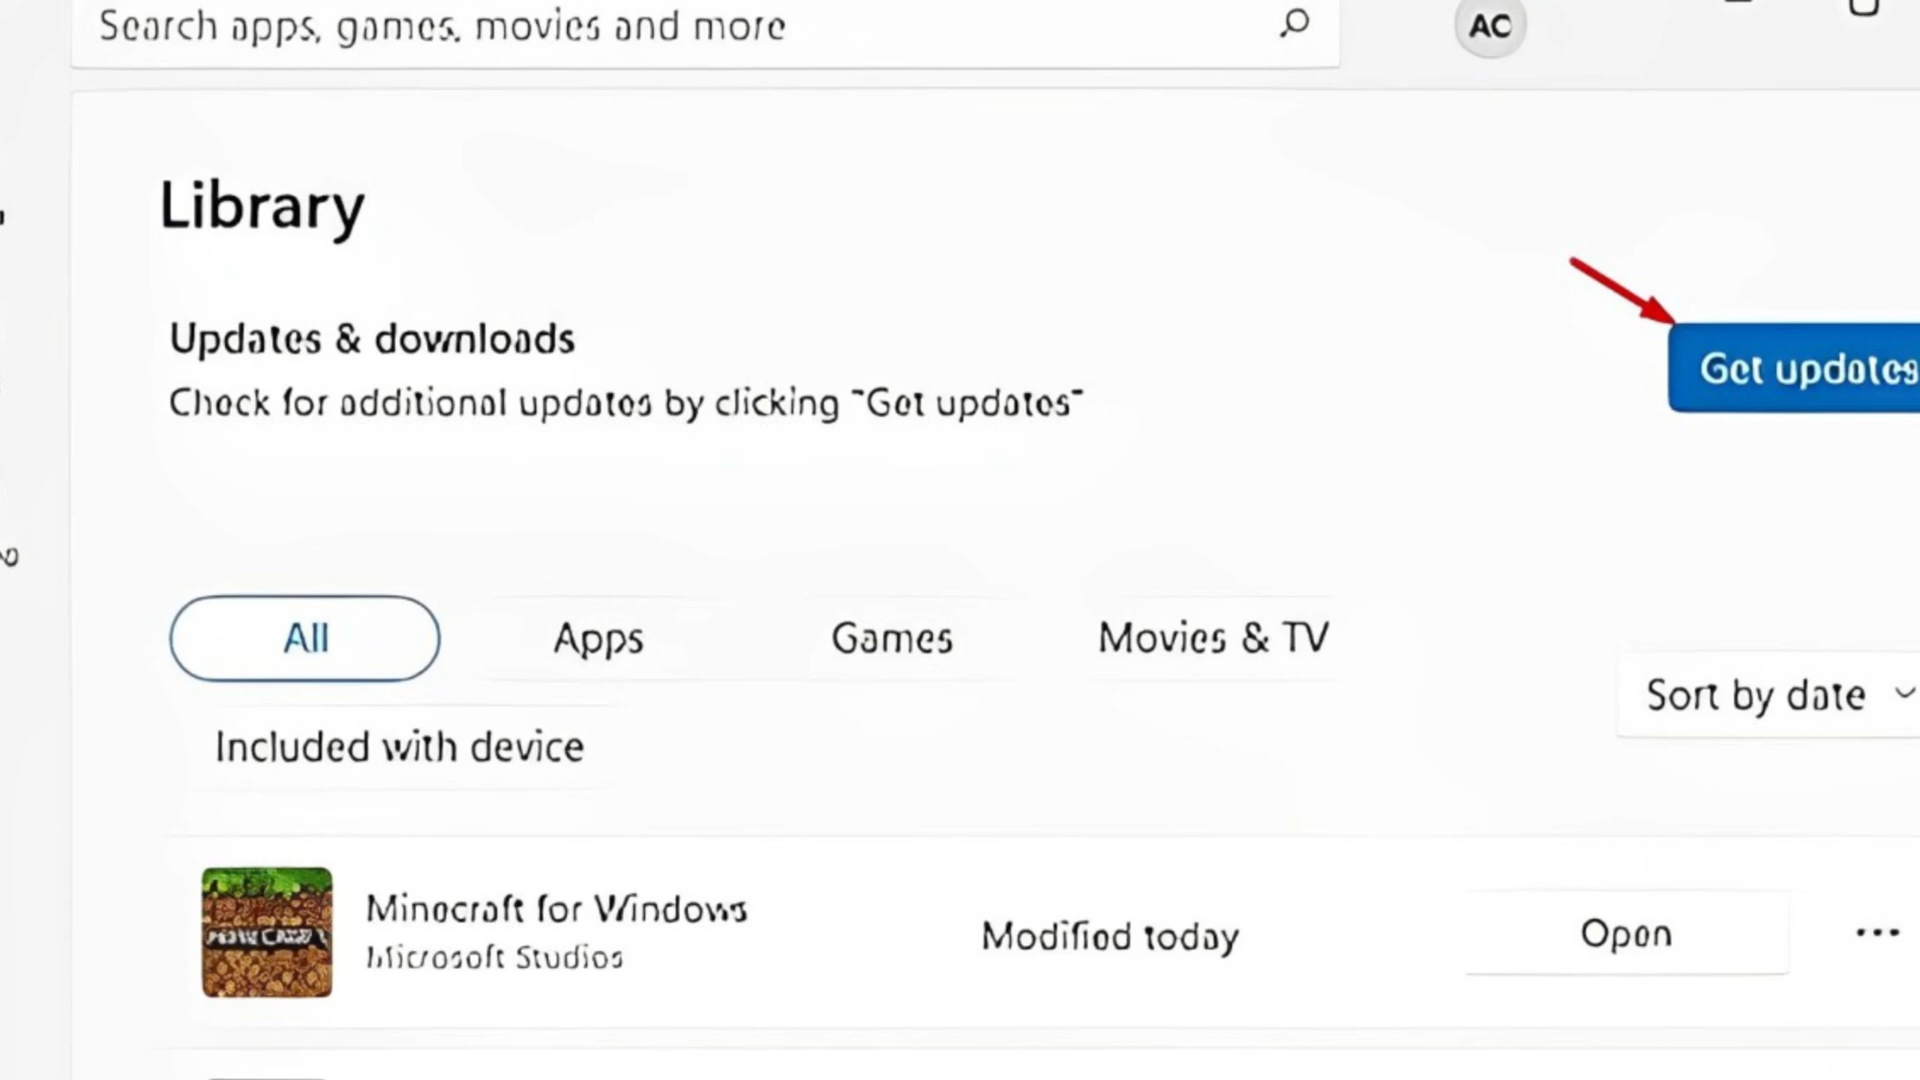 Search apps, games, movies and more
AC
Library
Updates & downloads
Check for additional updates by clicking "Get updates"
Get updates
All
Apps
Games
Movies & TV
Sort by date
Included with device
Minecraft for Windows
Microsoft Studios
Modified today
Open